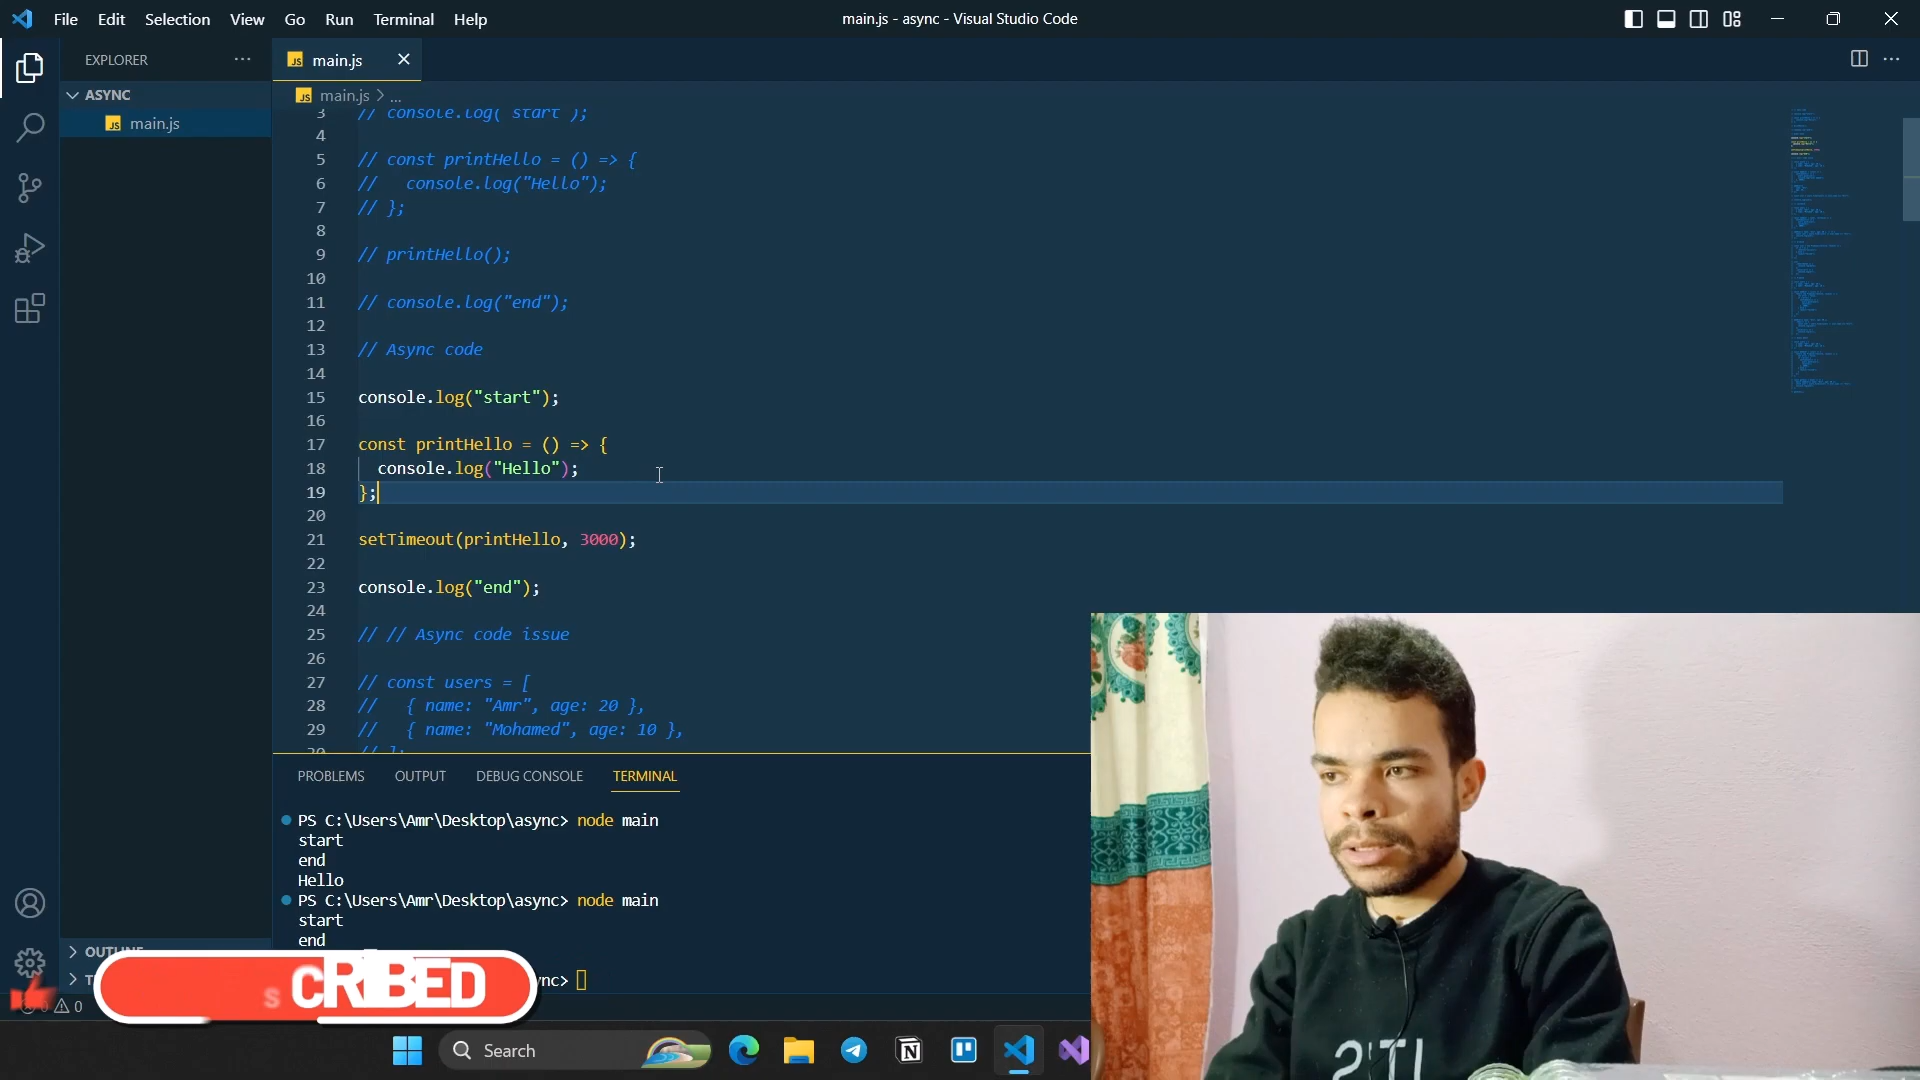 File Edit Selection View Go Run Terminal Help
main.js - async - Visual Studio Code
EXPLORER
main.js
ASYNC
main.js
main.js > ...
3 // console.log( start );
4
5 // const printHello = () => {
6 //   console.log("Hello");
7 // };
8
9 // printHello();
10
11 // console.log("end");
12
13 // Async code
14
15 console.log("start");
16
17 const printHello = () => {
18   console.log("Hello");
19 };
20
21 setTimeout(printHello, 3000);
22
23 console.log("end");
24
25 // // Async code issue
26
27 // const users = [
28 //   { name: "Amr", age: 20 },
29 //   { name: "Mohamed", age: 10 },
30 // ];
PROBLEMS OUTPUT DEBUG CONSOLE TERMINAL
PS C:\Users\Amr\Desktop\async> node main
start
end
Hello
PS C:\Users\Amr\Desktop\async> node main
start
end
OUTLINE
S CRIBED
nc>
0
Search
ITI'S